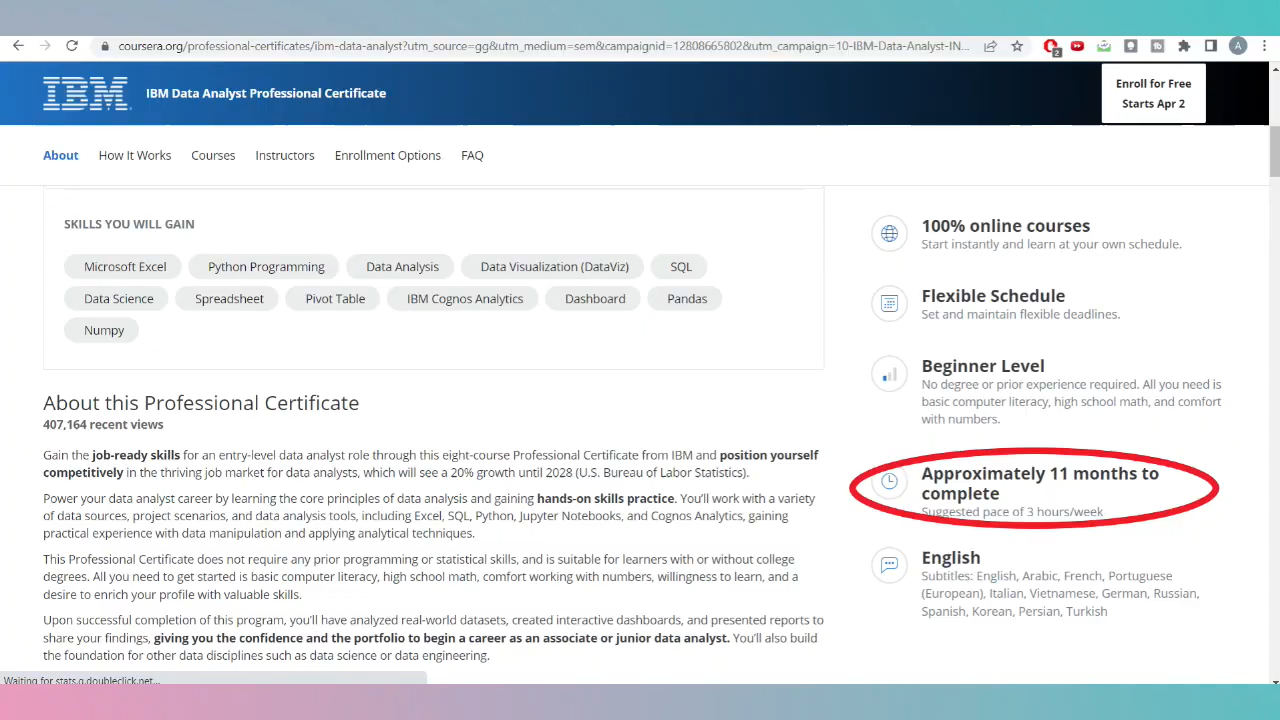 coursera.org/professional-certificates/ibm-data-analyst?utm_source=gg&utm_medium=sem&campaignid=12808665802&utm_campaign=10-IBM-Data-Analyst-IN...
2
A
IBM
IBM Data Analyst Professional Certificate
Enroll for Free
Starts Apr 2
About How It Works Courses Instructors Enrollment Options FAQ
SKILLS YOU WILL GAIN
Microsoft Excel Python Programming Data Analysis Data Visualization (DataViz) SQL
Data Science Spreadsheet Pivot Table IBM Cognos Analytics Dashboard Pandas
Numpy
About this Professional Certificate
407,164 recent views
Gain the job-ready skills for an entry-level data analyst role through this eight-course Professional Certificate from IBM and position yourself
competitively in the thriving job market for data analysts, which will see a 20% growth until 2028 (U.S. Bureau of Labor Statistics).
Power your data analyst career by learning the core principles of data analysis and gaining hands-on skills practice. You'll work with a variety
of data sources, project scenarios, and data analysis tools, including Excel, SQL, Python, Jupyter Notebooks, and Cognos Analytics, gaining
practical experience with data manipulation and applying analytical techniques.
This Professional Certificate does not require any prior programming or statistical skills, and is suitable for learners with or without college
degrees. All you need to get started is basic computer literacy, high school math, comfort working with numbers, willingness to learn, and a
desire to enrich your profile with valuable skills.
Upon successful completion of this program, you'll have analyzed real-world datasets, created interactive dashboards, and presented reports to
share your findings, giving you the confidence and the portfolio to begin a career as an associate or junior data analyst. You'll also build
the foundation for other data disciplines such as data science or data engineering.
100% online courses
Start instantly and learn at your own schedule.
Flexible Schedule
Set and maintain flexible deadlines.
Beginner Level
No degree or prior experience required. All you need is
basic computer literacy, high school math, and comfort
with numbers.
Approximately 11 months to
complete
Suggested pace of 3 hours/week
English
Subtitles: English, Arabic, French, Portuguese
(European), Italian, Vietnamese, German, Russian,
Spanish, Korean, Persian, Turkish
Waiting for stats.g.doubleclick.net...